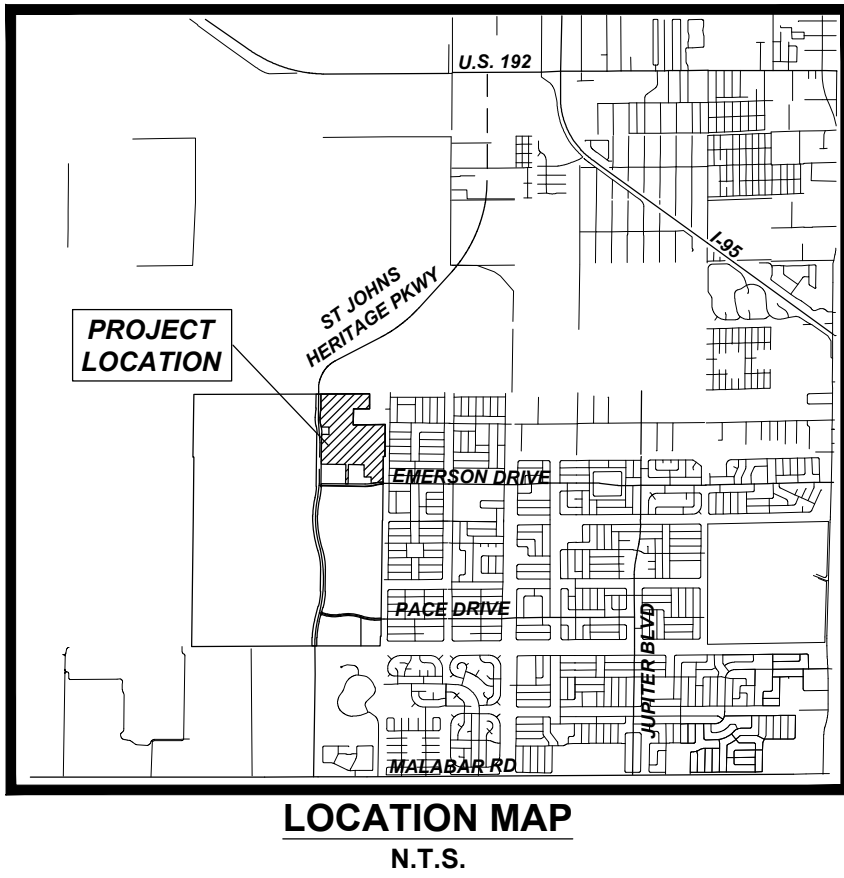 U.S. 192
I-95
ST JOHNS
HERITAGE PKWY
PROJECT
LOCATION
EMERSON DRIVE
PACE DRIVE
JUPITER BLVD
MALABAR RD
LOCATION MAP
N.T.S.